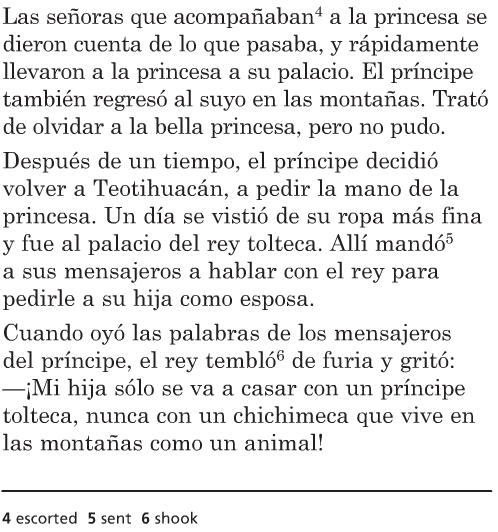 Las señoras que acompañaban⁴ a la princesa se
dieron cuenta de lo que pasaba, y rápidamente
llevaron a la princesa a su palacio. El príncipe
también regresó al suyo en las montañas. Trató
de olvidar a la bella princesa, pero no pudo.
Después de un tiempo, el príncipe decidió
volver a Teotihuacán, a pedir la mano de la
princesa. Un día se vistió de su ropa más fina
y fue al palacio del rey tolteca. Allí mandó⁵
a sus mensajeros a hablar con el rey para
pedirle a su hija como esposa.
Cuando oyó las palabras de los mensajeros
del príncipe, el rey tembló⁶ de furia y gritó:
—¡Mi hija sólo se va a casar con un príncipe
tolteca, nunca con un chichimeca que vive en
las montañas como un animal!
4 escorted 5 sent 6 shook